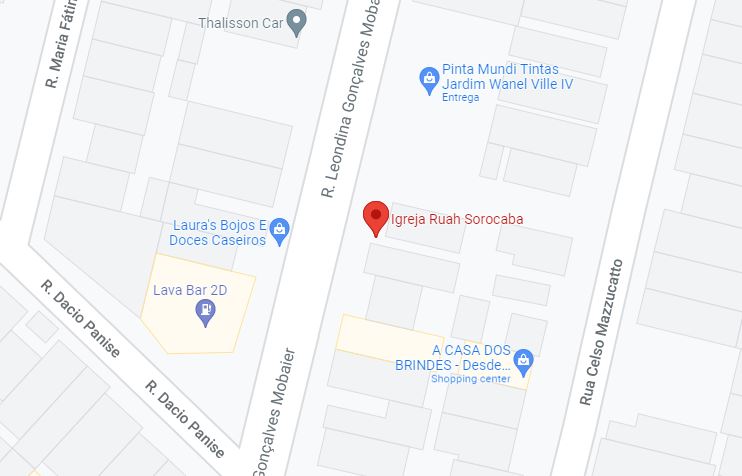 Thalisson Car
R. Maria Fátin
R. Leondina Gonçalves Mobaie
Pinta Mundi Tintas
Jardim Wanel Ville IV
Entrega
Igreja Ruah Sorocaba
Laura's Bojos E
Doces Caseiros
Lava Bar 2D
R. Dacio Panise
R. Dacio Panise
Gonçalves Mobaier
A CASA DOS
BRINDES - Desde...
Shopping center
Rua Celso Mazzucatto